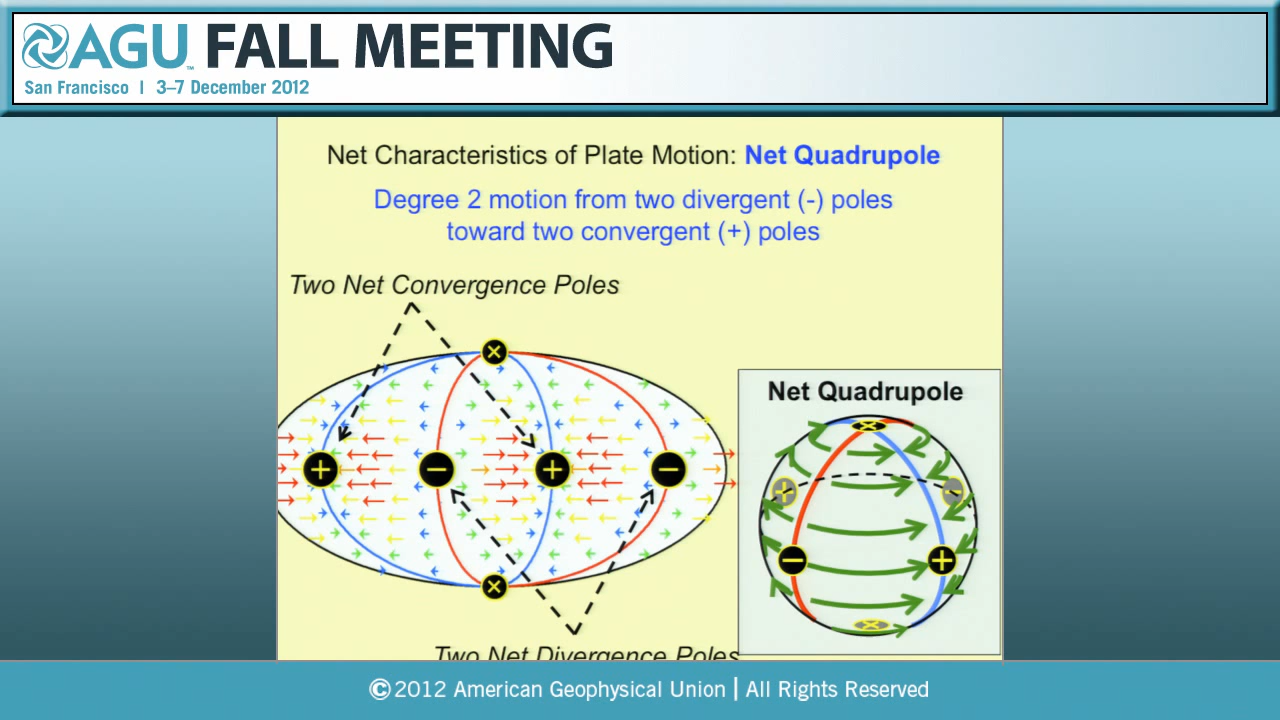 AGU™ FALL MEETING
San Francisco | 3–7 December 2012
Net Characteristics of Plate Motion: Net Quadrupole
Degree 2 motion from two divergent (-) poles
toward two convergent (+) poles
Two Net Convergence Poles
Net Quadrupole
Two Net Divergence Poles
©2012 American Geophysical Union | All Rights Reserved